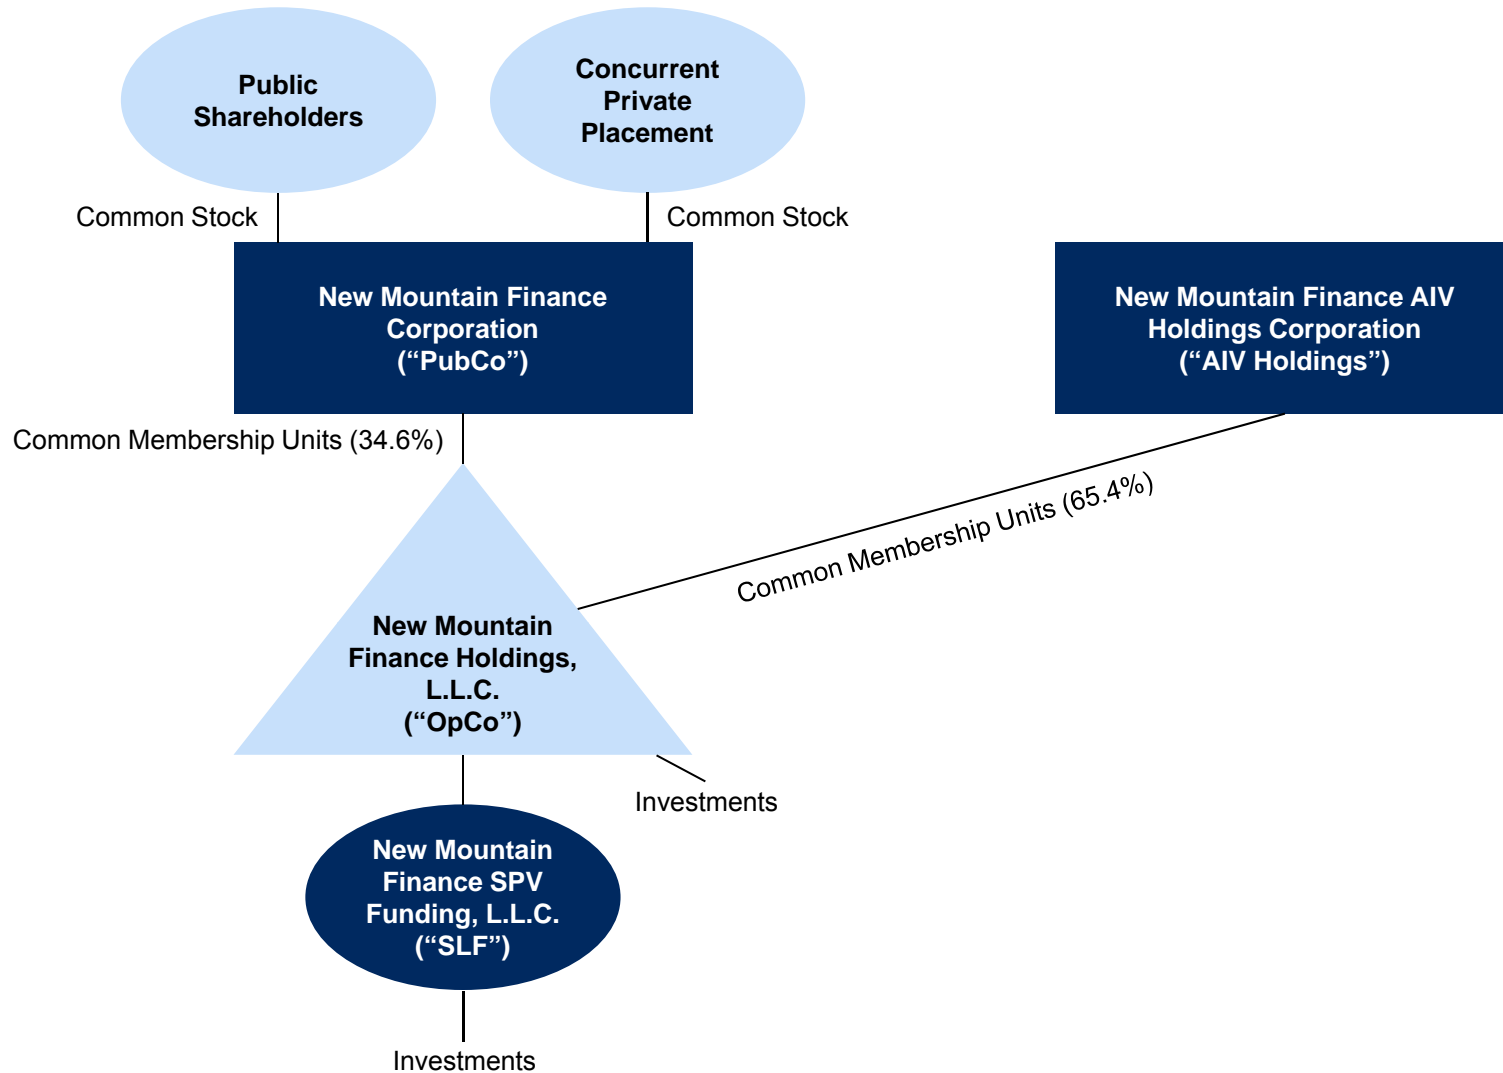 Public
Shareholders
Concurrent
Private
Placement
Common Stock
Common Stock
New Mountain Finance
Corporation
(“PubCo”)
New Mountain Finance AIV
Holdings Corporation
(“AIV Holdings”)
Common Membership Units (34.6%)
Common Membership Units (65.4%)
New Mountain
Finance Holdings,
L.L.C.
(“OpCo”)
Investments
New Mountain
Finance SPV
Funding, L.L.C.
(“SLF”)
Investments